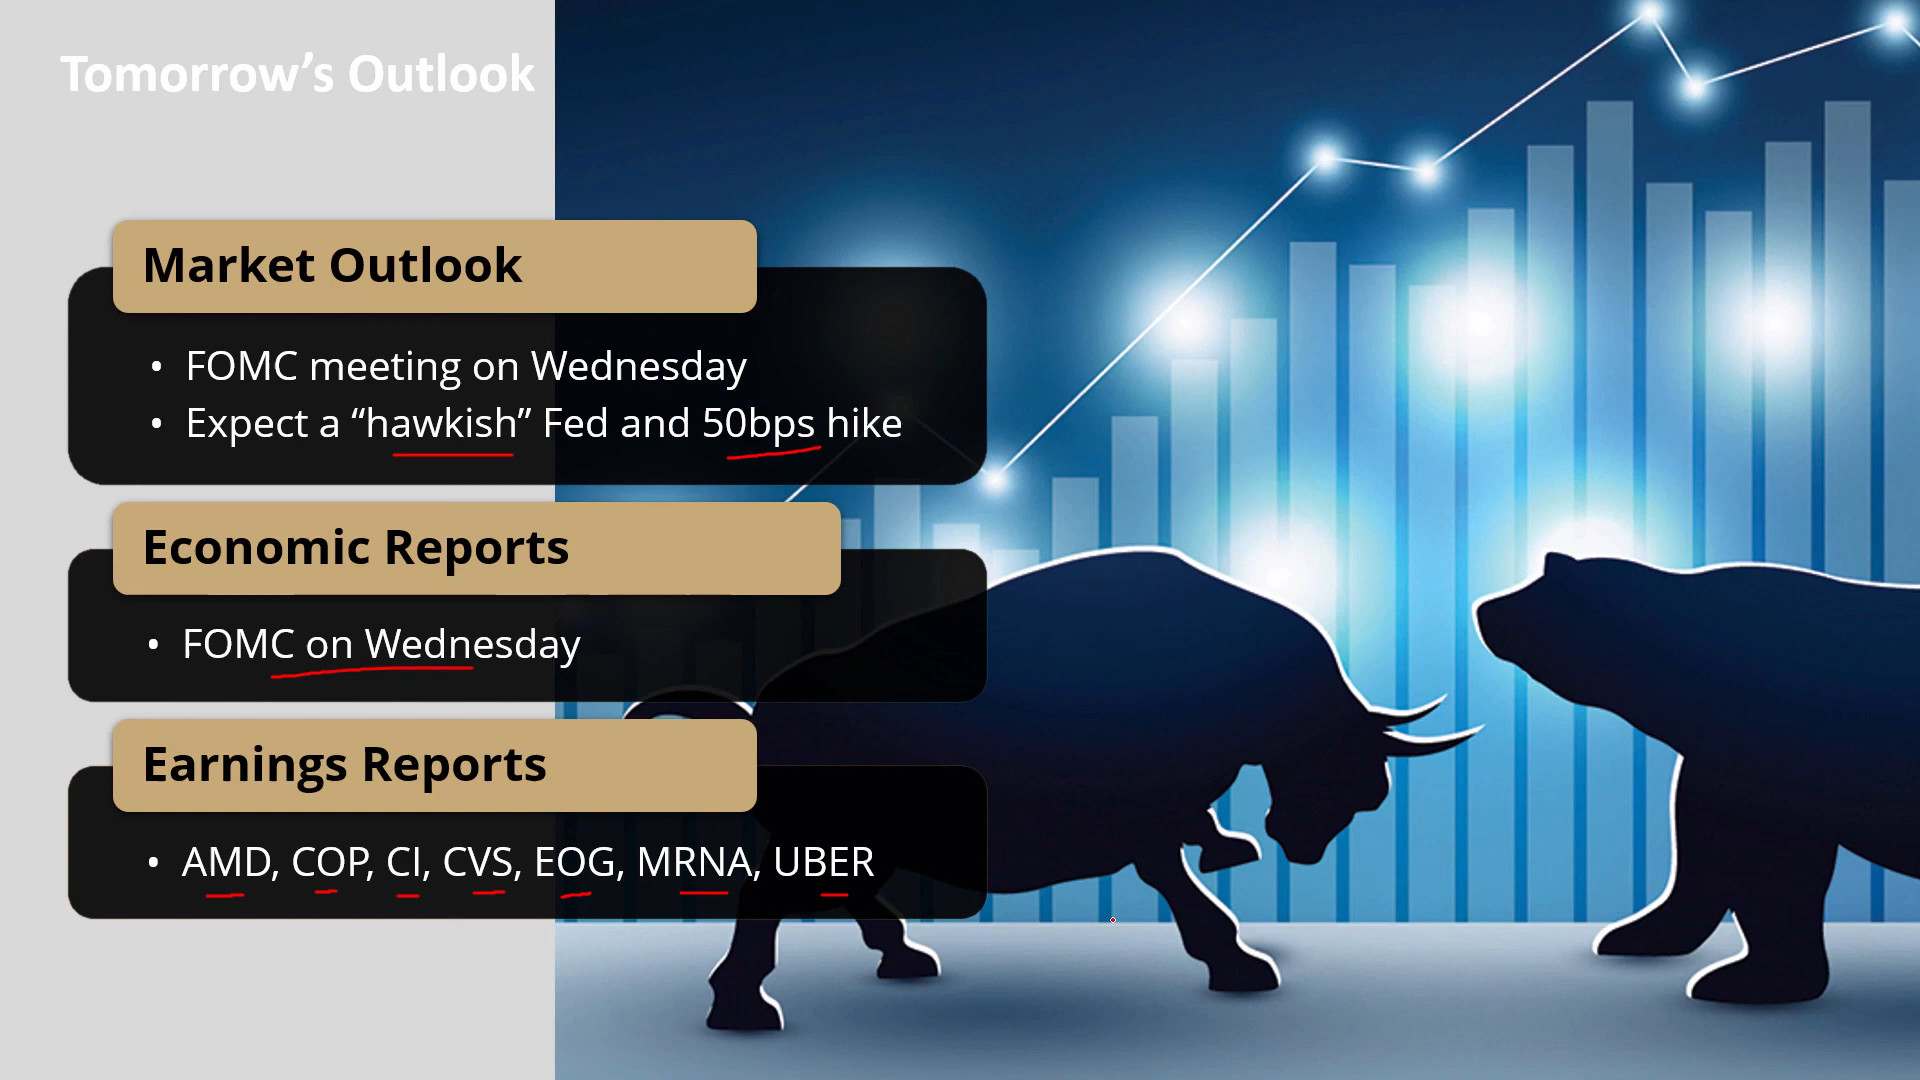 Tomorrow’s Outlook
Market Outlook
• FOMC meeting on Wednesday
• Expect a “hawkish” Fed and 50bps hike
Economic Reports
• FOMC on Wednesday
Earnings Reports
• AMD, COP, CI, CVS, EOG, MRNA, UBER